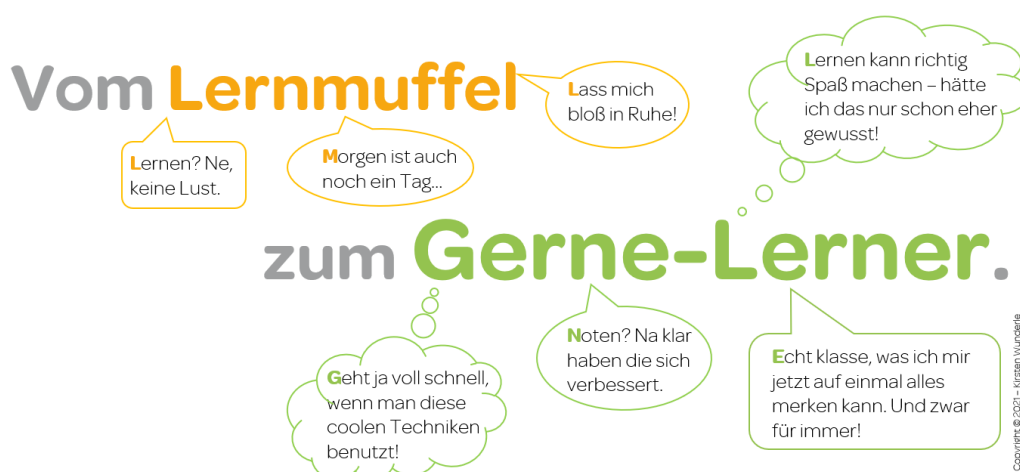 Vom Lernmuffel
Lernen? Ne,
keine Lust.
Morgen ist auch
noch ein Tag...
Lass mich
bloß in Ruhe!
Lernen kann richtig
Spaß machen – hätte
ich das nur schon eher
gewusst!
zum Gerne-Lerner.
Geht ja voll schnell,
wenn man diese
coolen Techniken
benutzt!
Noten? Na klar
haben die sich
verbessert.
Echt klasse, was ich mir
jetzt auf einmal alles
merken kann. Und zwar
für immer!
Copyright © 2021 – Kirsten Wunderle